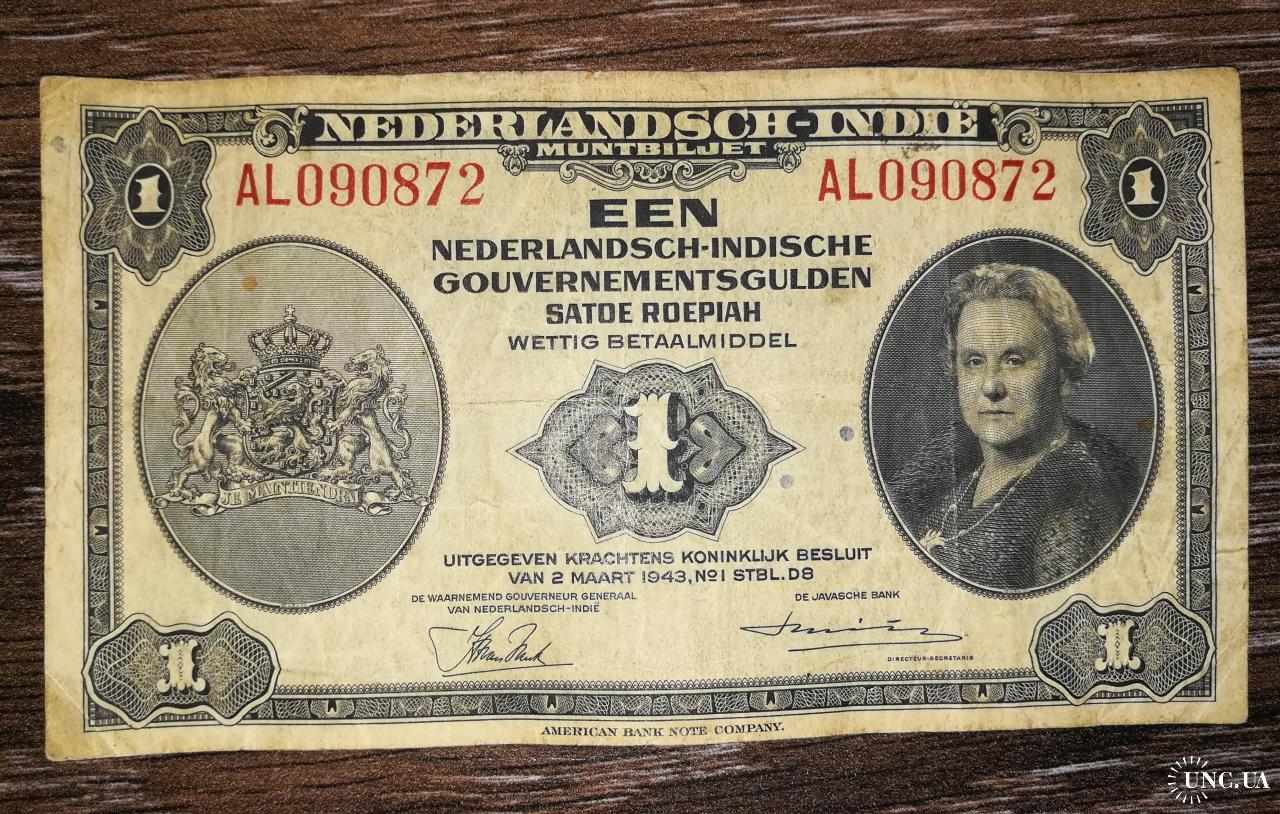 NEDERLANDSCH-INDIË
MUNTBILJET
1
1
AL090872
AL090872
EEN
NEDERLANDSCH-INDISCHE
GOUVERNEMENTSGULDEN
SATOE ROEPIAH
WETTIG BETAALMIDDEL
1
JE MAINTIENDRAI
UITGEGEVEN KRACHTENS KONINKLIJK BESLUIT
VAN 2 MAART 1943, Nº1 STBL. D8
DE WAARNEMEND GOUVERNEUR GENERAAL
VAN NEDERLANDSCH-INDIË
DE JAVASCHE BANK
DIRECTEUR-SECRETARIS
1
1
AMERICAN BANK NOTE COMPANY.
UNC.UA